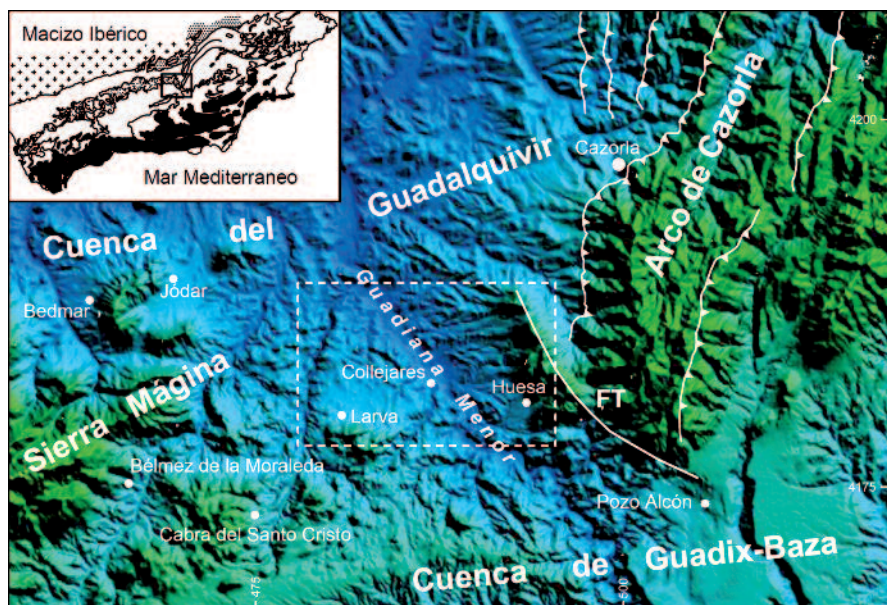 Macizo Ibérico
Mar Mediterraneo
4200
Cazorla
Arco de Cazorla
Cuenca del Guadalquivir
Jódar
Bedmar
Guadiana Menor
Collejares
Huesa
FT
Larva
Sierra Mágina
Bélmez de la Moraleda
4175
Pozo Alcón
Cabra del Santo Cristo
Cuenca de Guadix-Baza
475
500